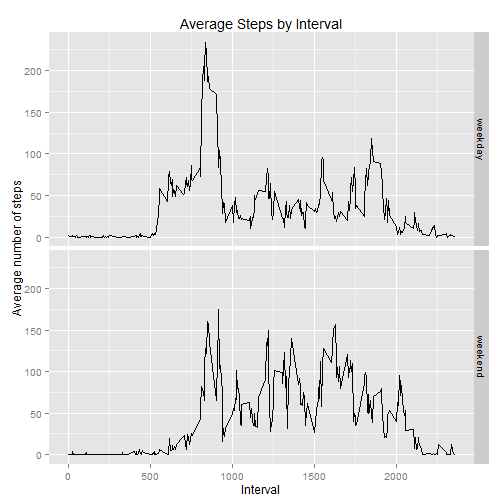 Average Steps by Interval
Average number of steps
200
150
100
50
0
weekday
200
150
100
50
0
weekend
0 500 1000 1500 2000
Interval